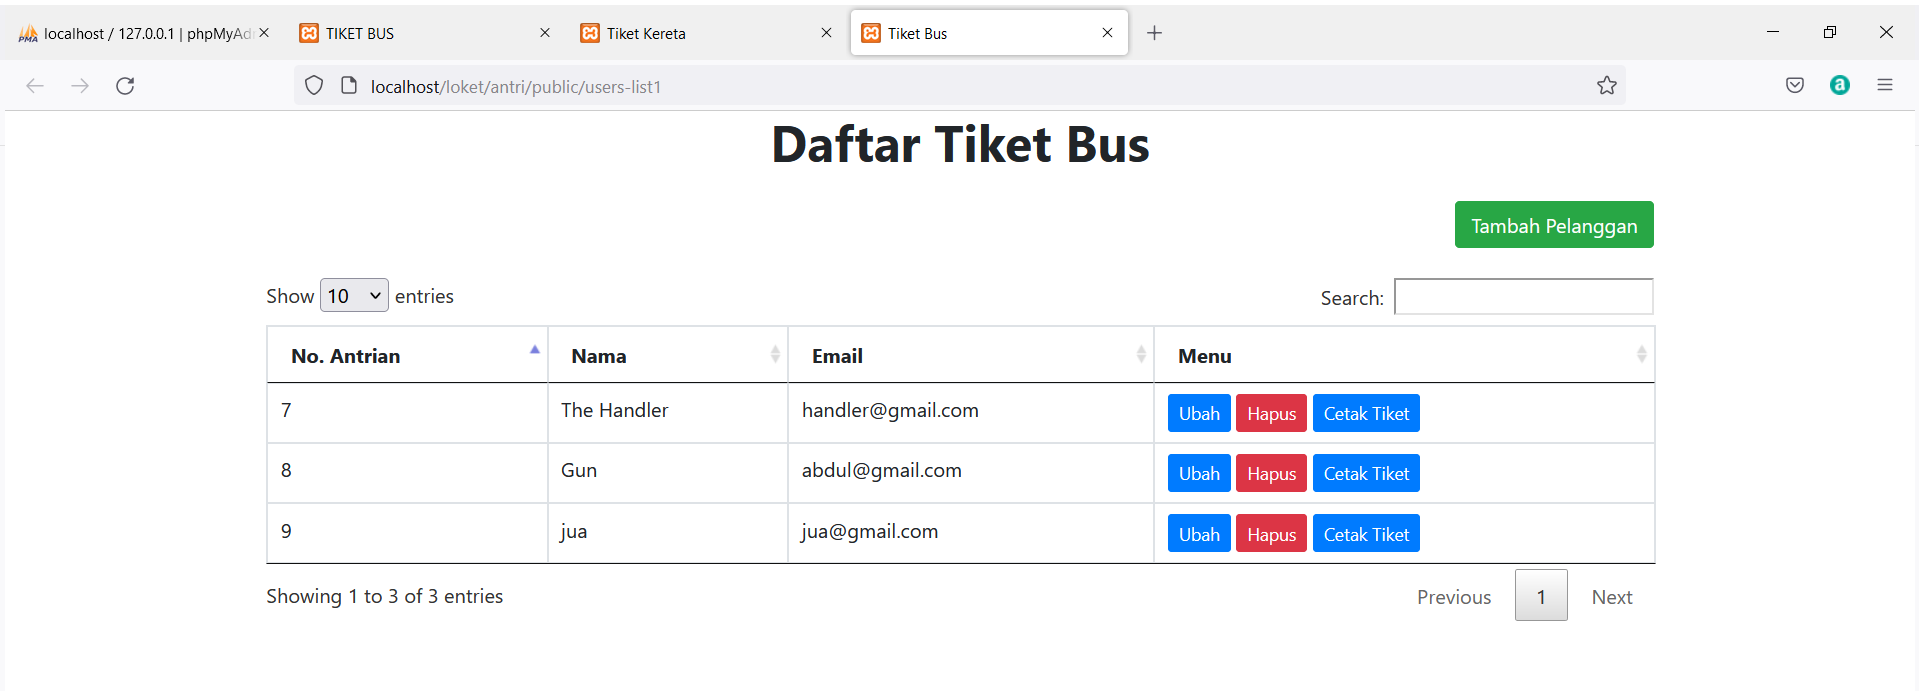 localhost / 127.0.0.1 | phpMyAd
TIKET BUS
Tiket Kereta
Tiket Bus
localhost/loket/antri/public/users-list1
Daftar Tiket Bus
Tambah Pelanggan
Show 10 entries
Search:
No. Antrian Nama Email Menu
7 The Handler handler@gmail.com Ubah Hapus Cetak Tiket
8 Gun abdul@gmail.com Ubah Hapus Cetak Tiket
9 jua jua@gmail.com Ubah Hapus Cetak Tiket
Showing 1 to 3 of 3 entries
Previous 1 Next